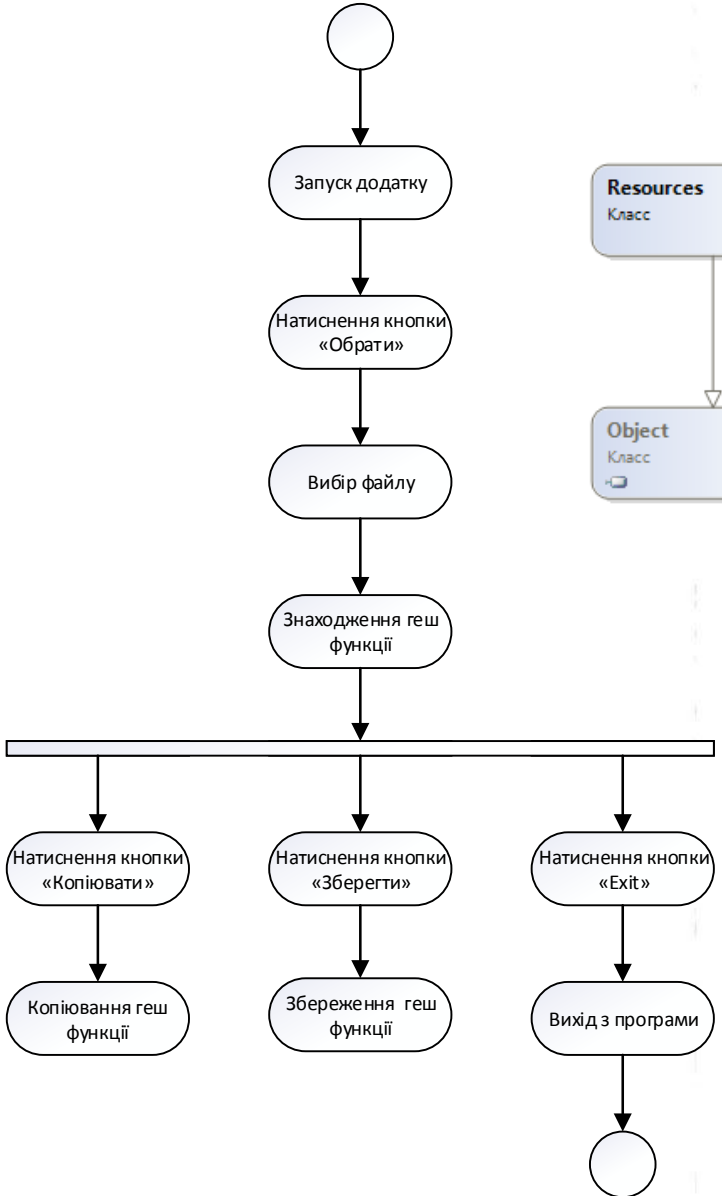 Запуск додатку
Resources
Класс
Натиснення кнопки
«Обрати»
Object
Класс
Вибір файлу
Знаходження геш
функції
Натиснення кнопки
«Копіювати»
Натиснення кнопки
«Зберегти»
Натиснення кнопки
«Exit»
Копіювання геш
функції
Збереження геш
функції
Вихід з програми